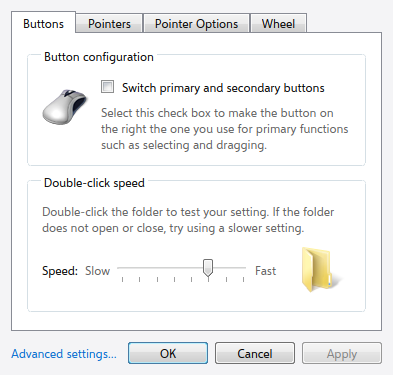 Buttons Pointers Pointer Options Wheel
Button configuration
Switch primary and secondary buttons
Select this check box to make the button on
the right the one you use for primary functions
such as selecting and dragging.
Double-click speed
Double-click the folder to test your setting. If the folder
does not open or close, try using a slower setting.
Speed: Slow Fast
Advanced settings... OK Cancel Apply